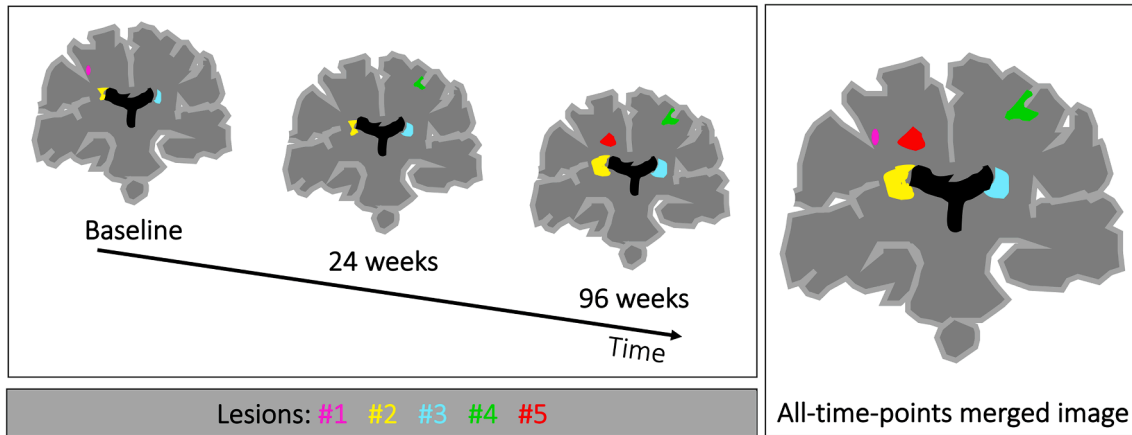 Baseline
24 weeks
96 weeks
Time
Lesions: #1 #2 #3 #4 #5
All-time-points merged image